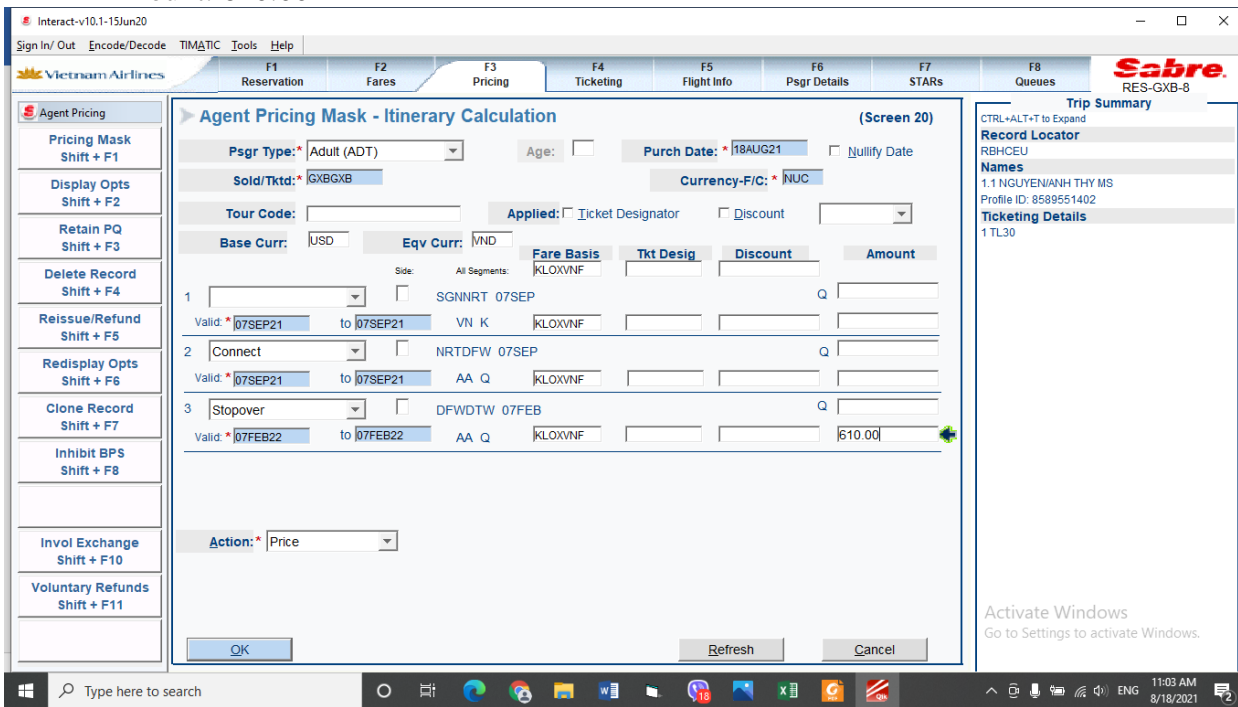 Interact-v10.1-15Jun20
Sign In/ Out Encode/Decode TIMATIC Tools Help
Vietnam Airlines
F1 Reservation
F2 Fares
F3 Pricing
F4 Ticketing
F5 Flight Info
F6 Psgr Details
F7 STARs
F8 Queues
Sabre.
RES-GXB-8
Agent Pricing
Pricing Mask
Shift + F1
Display Opts
Shift + F2
Retain PQ
Shift + F3
Delete Record
Shift + F4
Reissue/Refund
Shift + F5
Redisplay Opts
Shift + F6
Clone Record
Shift + F7
Inhibit BPS
Shift + F8
Invol Exchange
Shift + F10
Voluntary Refunds
Shift + F11
Agent Pricing Mask - Itinerary Calculation (Screen 20)
Psgr Type:* Adult (ADT) Age: Purch Date: * 18AUG21 Nullify Date
Sold/Tktd:* GXBGXB Currency-F/C: * NUC
Tour Code: Applied: Ticket Designator Discount
Base Curr: USD Eqv Curr: VND
Fare Basis Tkt Desig Discount Amount
Side: All Segments: KLOXVNF
1 SGNNRT 07SEP Q
Valid: * 07SEP21 to 07SEP21 VN K KLOXVNF
2 Connect NRTDFW 07SEP Q
Valid: * 07SEP21 to 07SEP21 AA Q KLOXVNF
3 Stopover DFWDTW 07FEB Q
Valid: * 07FEB22 to 07FEB22 AA Q KLOXVNF 610.00
Action:* Price
OK Refresh Cancel
Trip Summary
CTRL+ALT+T to Expand
Record Locator
RBHCEU
Names
1.1 NGUYEN/ANH THY MS
Profile ID: 8589551402
Ticketing Details
1 TL30
Activate Windows
Go to Settings to activate Windows.
Type here to search
18
ENG
11:03 AM
8/18/2021
2